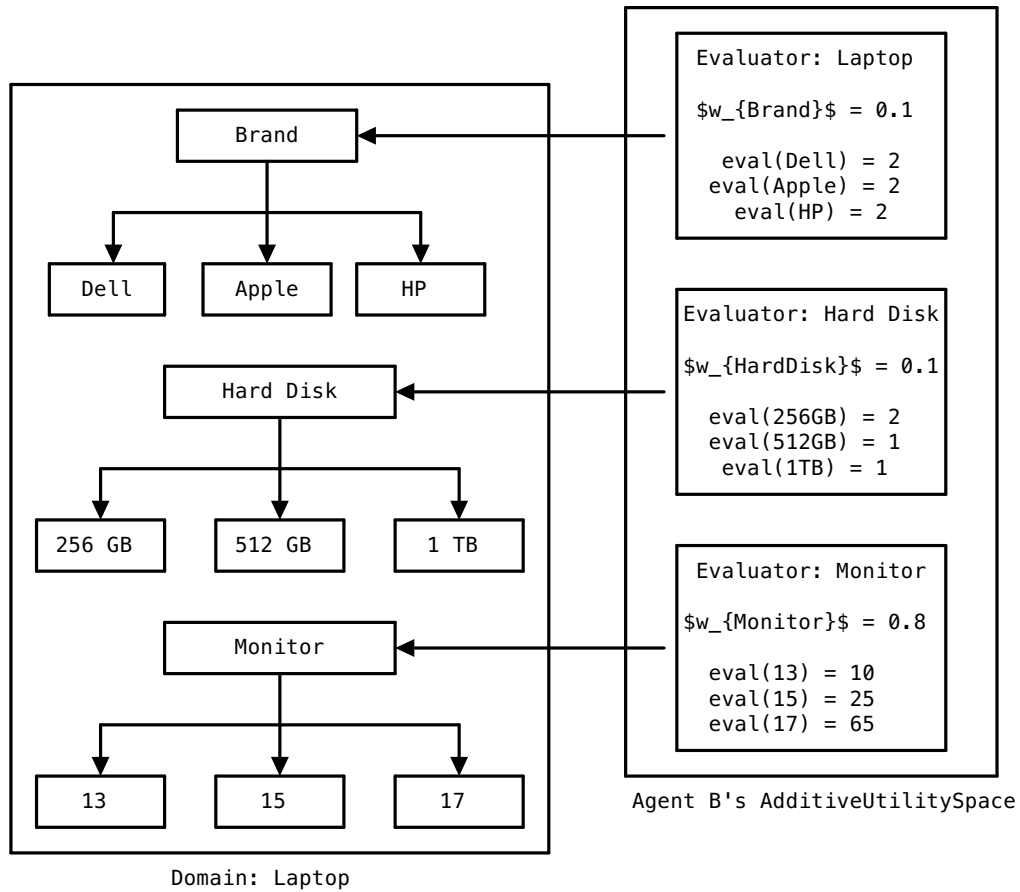 Brand
Dell
Apple
HP
Hard Disk
256 GB
512 GB
1 TB
Monitor
13
15
17
Domain: Laptop
Evaluator: Laptop
$w_{Brand}$ = 0.1
eval(Dell) = 2
eval(Apple) = 2
eval(HP) = 2
Evaluator: Hard Disk
$w_{HardDisk}$ = 0.1
eval(256GB) = 2
eval(512GB) = 1
eval(1TB) = 1
Evaluator: Monitor
$w_{Monitor}$ = 0.8
eval(13) = 10
eval(15) = 25
eval(17) = 65
Agent B's AdditiveUtilitySpace